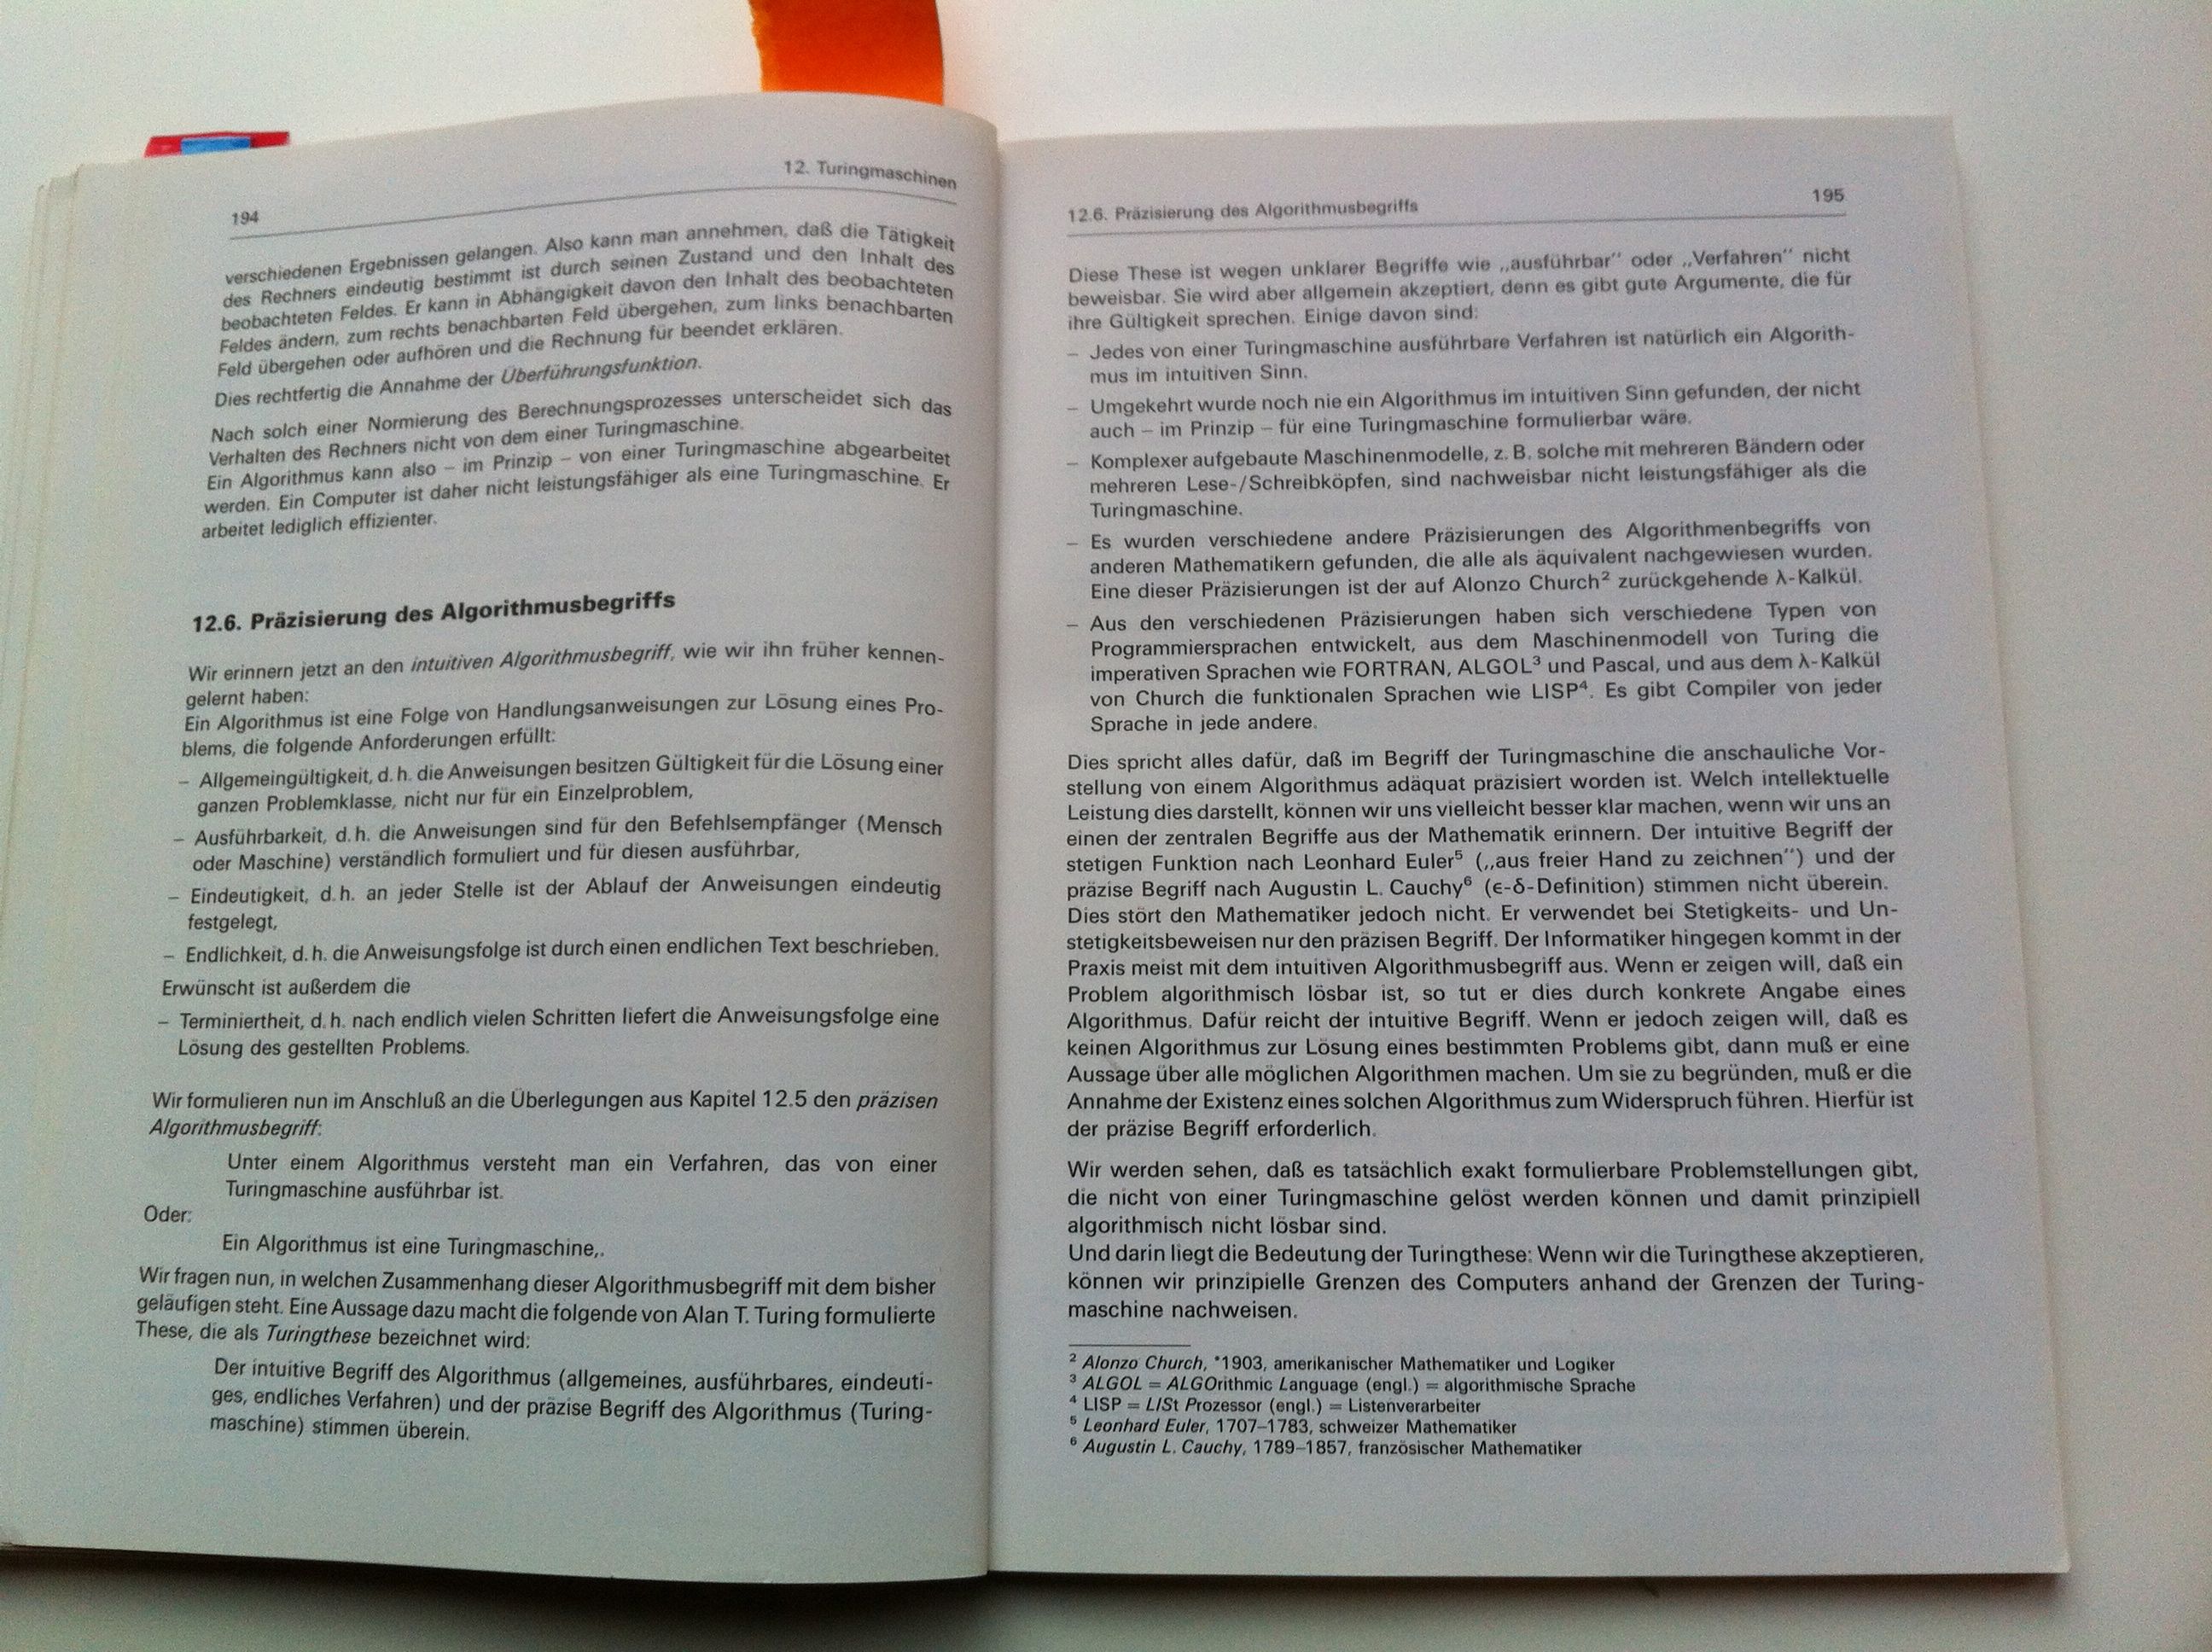 194
12. Turingmaschinen
verschiedenen Ergebnissen gelangen. Also kann man annehmen, daß die Tätigkeit
des Rechners eindeutig bestimmt ist durch seinen Zustand und den Inhalt des
beobachteten Feldes. Er kann in Abhängigkeit davon den Inhalt des beobachteten
Feldes ändern, zum rechts benachbarten Feld übergehen, zum links benachbarten
Feld übergehen oder aufhören und die Rechnung für beendet erklären.
Dies rechtfertig die Annahme der Überführungsfunktion.
Nach solch einer Normierung des Berechnungsprozesses unterscheidet sich das
Verhalten des Rechners nicht von dem einer Turingmaschine.
Ein Algorithmus kann also – im Prinzip – von einer Turingmaschine abgearbeitet
werden. Ein Computer ist daher nicht leistungsfähiger als eine Turingmaschine. Er
arbeitet lediglich effizienter.
12.6. Präzisierung des Algorithmusbegriffs
Wir erinnern jetzt an den intuitiven Algorithmusbegriff, wie wir ihn früher kennen-
gelernt haben:
Ein Algorithmus ist eine Folge von Handlungsanweisungen zur Lösung eines Pro-
blems, die folgende Anforderungen erfüllt:
– Allgemeingültigkeit, d. h. die Anweisungen besitzen Gültigkeit für die Lösung einer
ganzen Problemklasse, nicht nur für ein Einzelproblem,
– Ausführbarkeit, d. h. die Anweisungen sind für den Befehlsempfänger (Mensch
oder Maschine) verständlich formuliert und für diesen ausführbar,
– Eindeutigkeit, d. h. an jeder Stelle ist der Ablauf der Anweisungen eindeutig
festgelegt,
– Endlichkeit, d. h. die Anweisungsfolge ist durch einen endlichen Text beschrieben.
Erwünscht ist außerdem die
– Terminiertheit, d. h. nach endlich vielen Schritten liefert die Anweisungsfolge eine
Lösung des gestellten Problems.
Wir formulieren nun im Anschluß an die Überlegungen aus Kapitel 12.5 den präzisen
Algorithmusbegriff:
Unter einem Algorithmus versteht man ein Verfahren, das von einer
Turingmaschine ausführbar ist.
Oder:
Ein Algorithmus ist eine Turingmaschine,.
Wir fragen nun, in welchen Zusammenhang dieser Algorithmusbegriff mit dem bisher
geläufigen steht. Eine Aussage dazu macht die folgende von Alan T. Turing formulierte
These, die als Turingthese bezeichnet wird:
Der intuitive Begriff des Algorithmus (allgemeines, ausführbares, eindeuti-
ges, endliches Verfahren) und der präzise Begriff des Algorithmus (Turing-
maschine) stimmen überein.
12.6. Präzisierung des Algorithmusbegriffs
195
Diese These ist wegen unklarer Begriffe wie „ausführbar“ oder „Verfahren“ nicht
beweisbar. Sie wird aber allgemein akzeptiert, denn es gibt gute Argumente, die für
ihre Gültigkeit sprechen. Einige davon sind:
– Jedes von einer Turingmaschine ausführbare Verfahren ist natürlich ein Algorith-
mus im intuitiven Sinn.
– Umgekehrt wurde noch nie ein Algorithmus im intuitiven Sinn gefunden, der nicht
auch – im Prinzip – für eine Turingmaschine formulierbar wäre.
– Komplexer aufgebaute Maschinenmodelle, z. B. solche mit mehreren Bändern oder
mehreren Lese-/Schreibköpfen, sind nachweisbar nicht leistungsfähiger als die
Turingmaschine.
– Es wurden verschiedene andere Präzisierungen des Algorithmenbegriffs von
anderen Mathematikern gefunden, die alle als äquivalent nachgewiesen wurden.
Eine dieser Präzisierungen ist der auf Alonzo Church² zurückgehende λ-Kalkül.
– Aus den verschiedenen Präzisierungen haben sich verschiedene Typen von
Programmiersprachen entwickelt, aus dem Maschinenmodell von Turing die
imperativen Sprachen wie FORTRAN, ALGOL³ und Pascal, und aus dem λ-Kalkül
von Church die funktionalen Sprachen wie LISP⁴. Es gibt Compiler von jeder
Sprache in jede andere.
Dies spricht alles dafür, daß im Begriff der Turingmaschine die anschauliche Vor-
stellung von einem Algorithmus adäquat präzisiert worden ist. Welch intellektuelle
Leistung dies darstellt, können wir uns vielleicht besser klar machen, wenn wir uns an
einen der zentralen Begriffe aus der Mathematik erinnern. Der intuitive Begriff der
stetigen Funktion nach Leonhard Euler⁵ („aus freier Hand zu zeichnen“) und der
präzise Begriff nach Augustin L. Cauchy⁶ (ϵ-δ-Definition) stimmen nicht überein.
Dies stört den Mathematiker jedoch nicht. Er verwendet bei Stetigkeits- und Un-
stetigkeitsbeweisen nur den präzisen Begriff. Der Informatiker hingegen kommt in der
Praxis meist mit dem intuitiven Algorithmusbegriff aus. Wenn er zeigen will, daß ein
Problem algorithmisch lösbar ist, so tut er dies durch konkrete Angabe eines
Algorithmus. Dafür reicht der intuitive Begriff. Wenn er jedoch zeigen will, daß es
keinen Algorithmus zur Lösung eines bestimmten Problems gibt, dann muß er eine
Aussage über alle möglichen Algorithmen machen. Um sie zu begründen, muß er die
Annahme der Existenz eines solchen Algorithmus zum Widerspruch führen. Hierfür ist
der präzise Begriff erforderlich.
Wir werden sehen, daß es tatsächlich exakt formulierbare Problemstellungen gibt,
die nicht von einer Turingmaschine gelöst werden können und damit prinzipiell
algorithmisch nicht lösbar sind.
Und darin liegt die Bedeutung der Turingthese: Wenn wir die Turingthese akzeptieren,
können wir prinzipielle Grenzen des Computers anhand der Grenzen der Turing-
maschine nachweisen.
² Alonzo Church, *1903, amerikanischer Mathematiker und Logiker
³ ALGOL = ALGOrithmic Language (engl.) = algorithmische Sprache
⁴ LISP = LISt Prozessor (engl.) = Listenverarbeiter
⁵ Leonhard Euler, 1707–1783, schweizer Mathematiker
⁶ Augustin L. Cauchy, 1789–1857, französischer Mathematiker